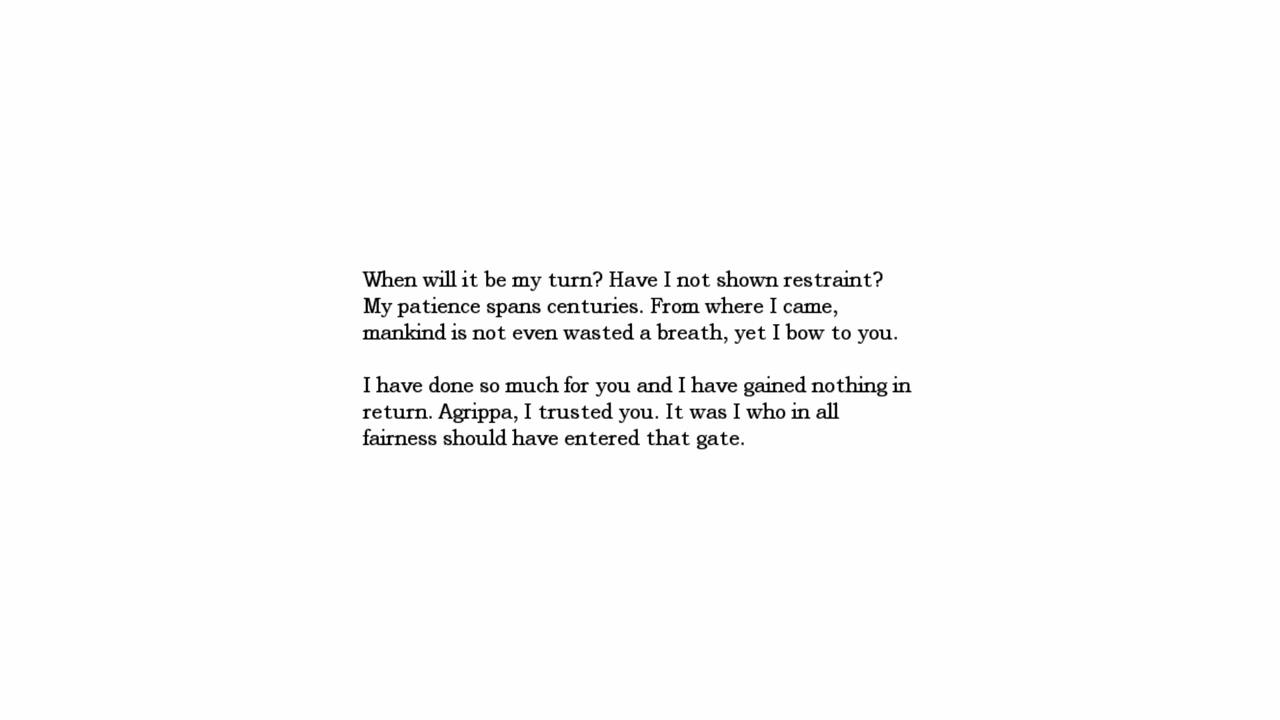 When will it be my turn? Have I not shown restraint?
My patience spans centuries. From where I came,
mankind is not even wasted a breath, yet I bow to you.
I have done so much for you and I have gained nothing in
return. Agrippa, I trusted you. It was I who in all
fairness should have entered that gate.